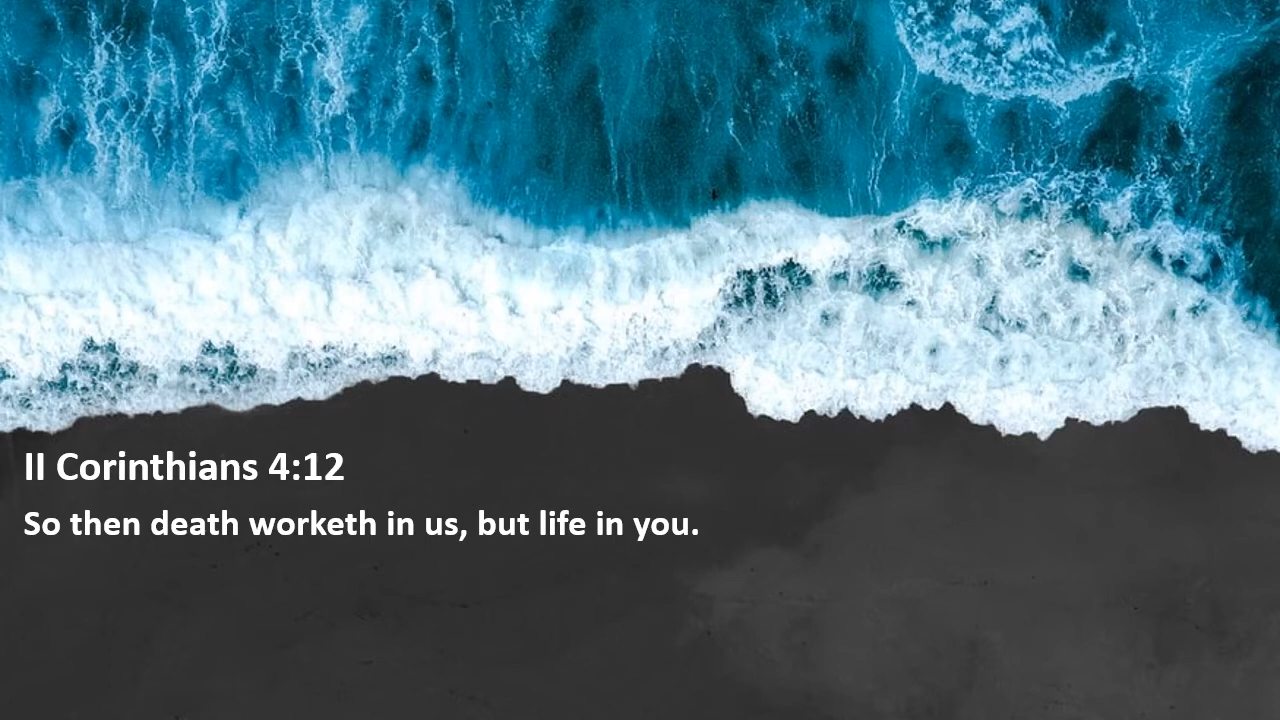 II Corinthians 4:12
So then death worketh in us, but life in you.